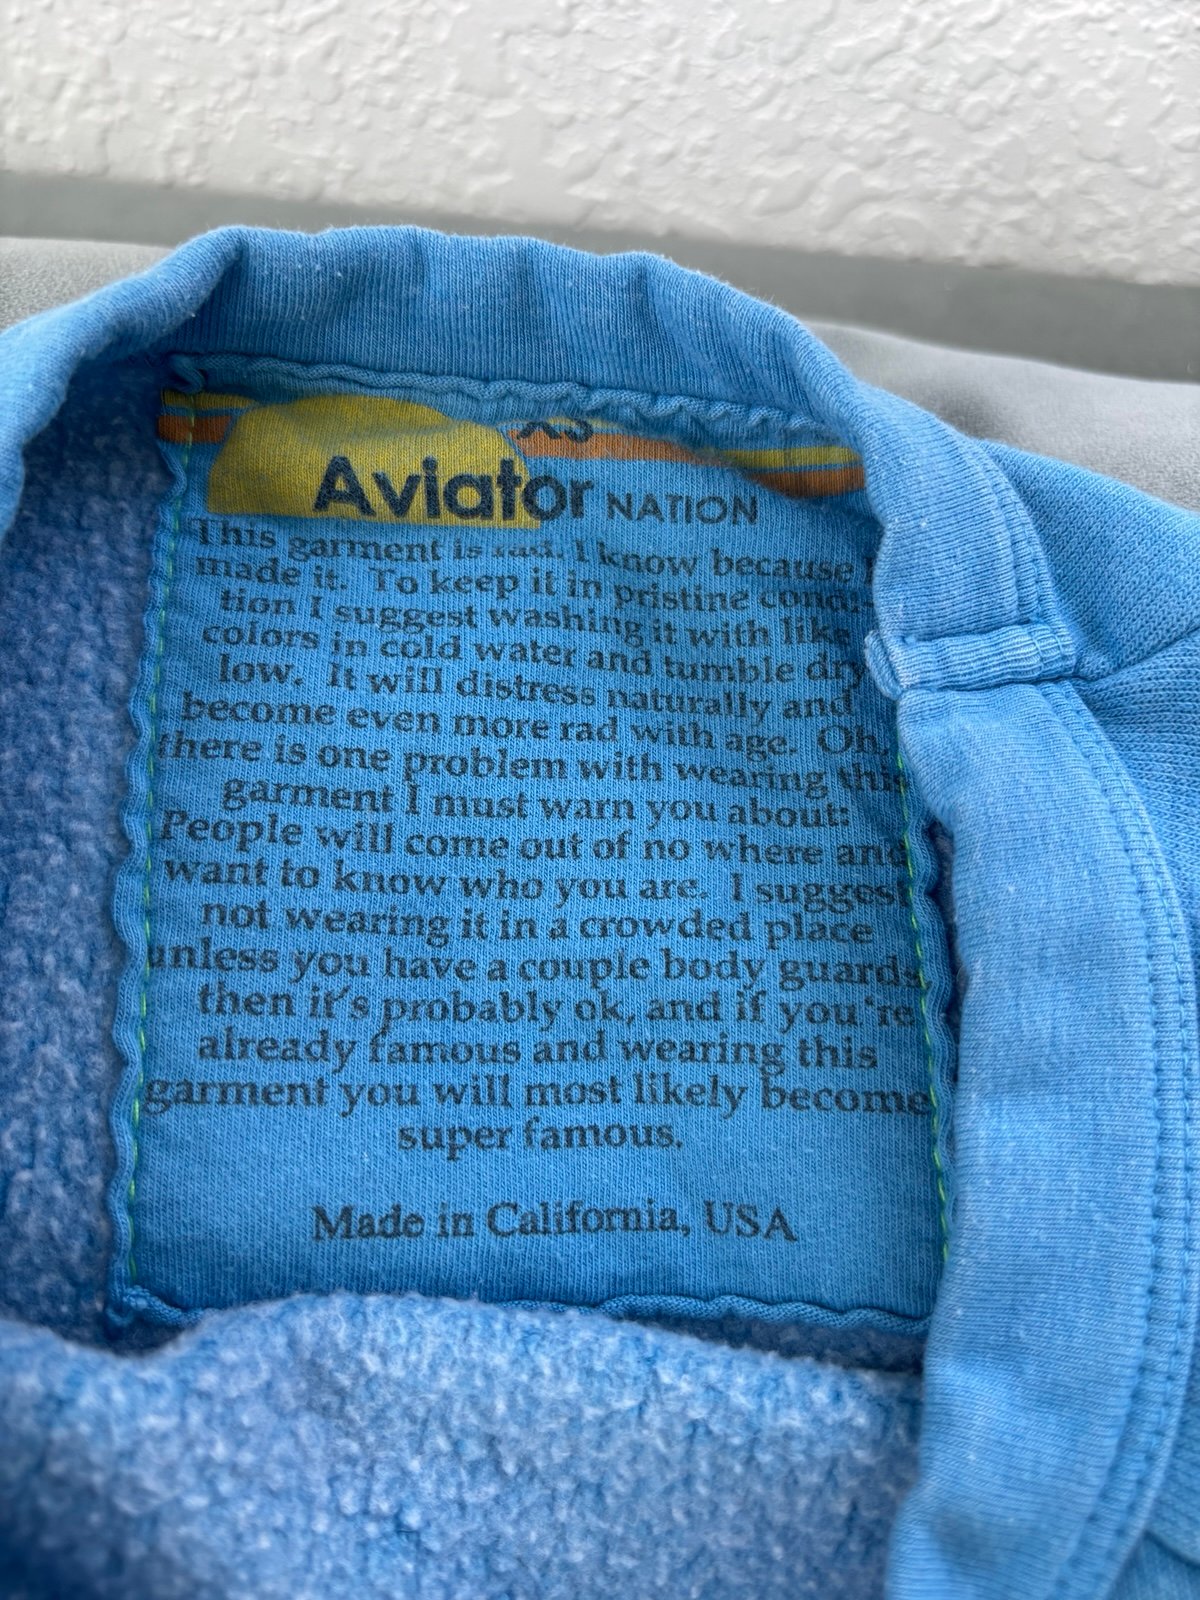 Aviator NATION
This garment is rad. I know because I
made it. To keep it in pristine condi-
tion I suggest washing it with like
colors in cold water and tumble dry
low. It will distress naturally and
become even more rad with age. Oh,
there is one problem with wearing this
garment I must warn you about:
People will come out of no where and
want to know who you are. I suggest
not wearing it in a crowded place
unless you have a couple body guards
then it's probably ok, and if you're
already famous and wearing this
garment you will most likely become
super famous.
Made in California, USA